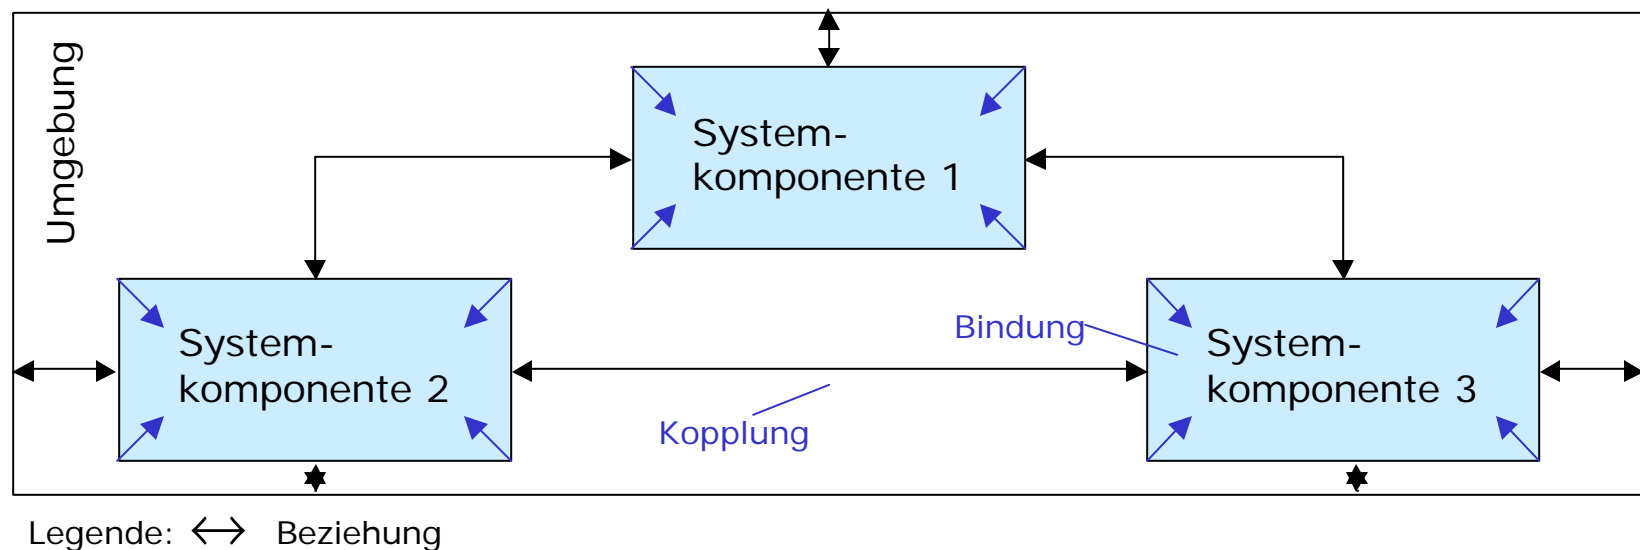 Umgebung
System-
komponente 1
System-
komponente 2
Bindung
Kopplung
System-
komponente 3
Legende: ↔ Beziehung